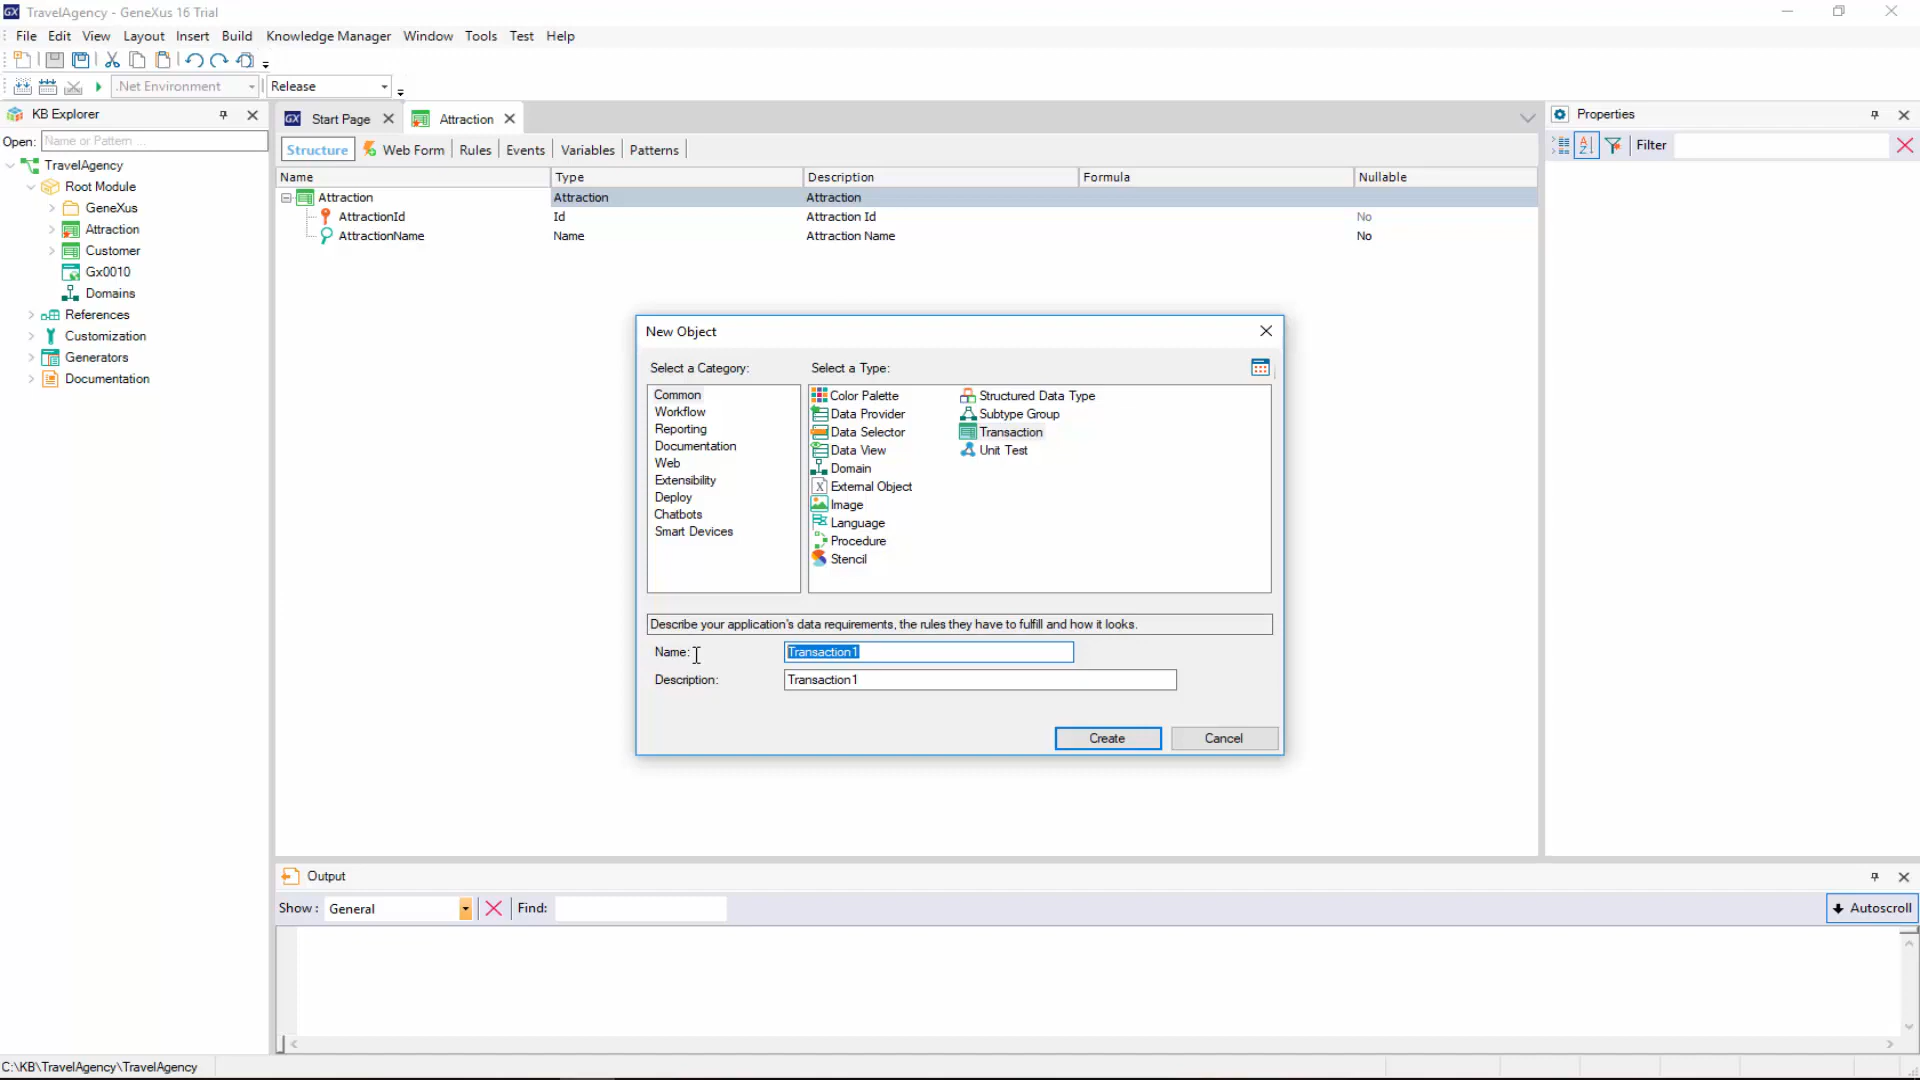 GX TravelAgency - GeneXus 16 Trial
File Edit View Layout Insert Build Knowledge Manager Window Tools Test Help
.Net Environment Release
KB Explorer
Open: Name or Pattern ...
TravelAgency
Root Module
GeneXus
Attraction
Customer
Gx0010
Domains
References
Customization
Generators
Documentation
GX Start Page Attraction
Structure Web Form Rules Events Variables Patterns
Name Type Description Formula Nullable
Attraction Attraction Attraction
AttractionId Id Attraction Id No
AttractionName Name Attraction Name No
New Object
Select a Category: Select a Type:
Common
Workflow
Reporting
Documentation
Web
Extensibility
Deploy
Chatbots
Smart Devices
Color Palette
Data Provider
Data Selector
Data View
Domain
External Object
Image
Language
Procedure
Stencil
Structured Data Type
Subtype Group
Transaction
Unit Test
Describe your application's data requirements, the rules they have to fulfill and how it looks.
Name: Transaction1
Description: Transaction1
Create Cancel
Properties
Filter
Output
Show : General Find: Autoscroll
C:\KB\TravelAgency\TravelAgency